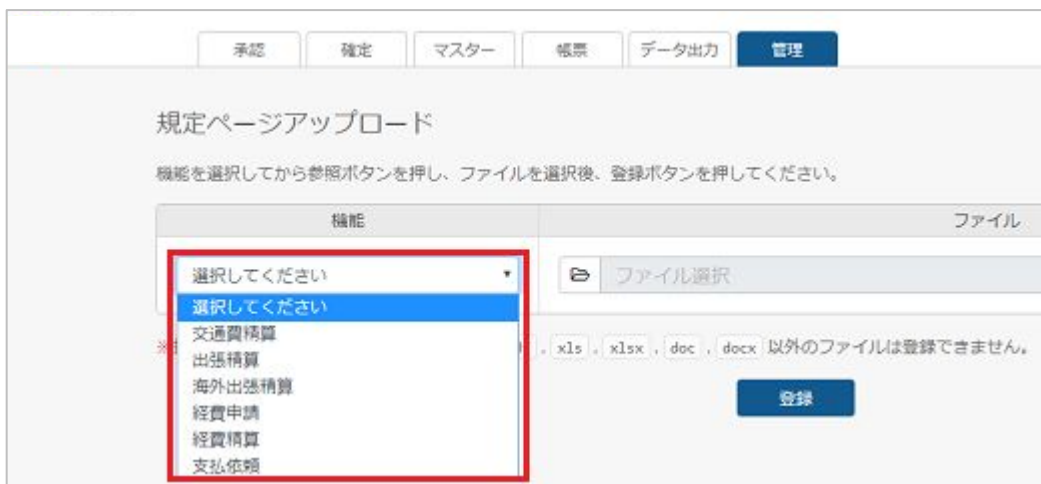 承認 確定 マスター 帳票 データ出力 管理
規定ページアップロード
機能を選択してから参照ボタンを押し、ファイルを選択後、登録ボタンを押してください。
機能 ファイル
選択してください ファイル選択
選択してください
交通費精算
※ . xls . xlsx . doc . docx 以外のファイルは登録できません。
出張精算
海外出張精算
経費申請 登録
経費精算
支払依頼